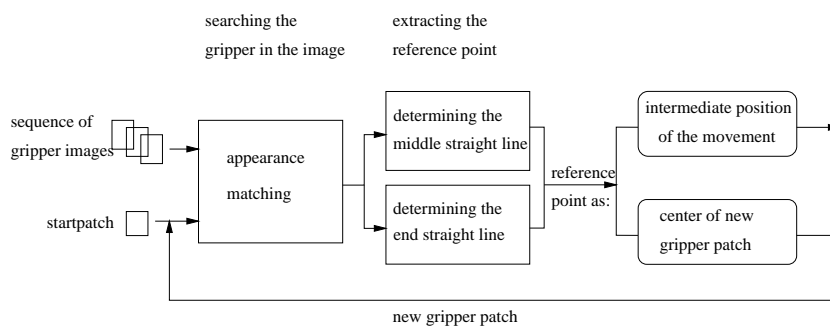 searching the
gripper in the image
extracting the
reference point
sequence of
gripper images
startpatch
appearance
matching
determining the
middle straight line
determining the
end straight line
reference
point as:
intermediate position
of the movement
center of new
gripper patch
new gripper patch